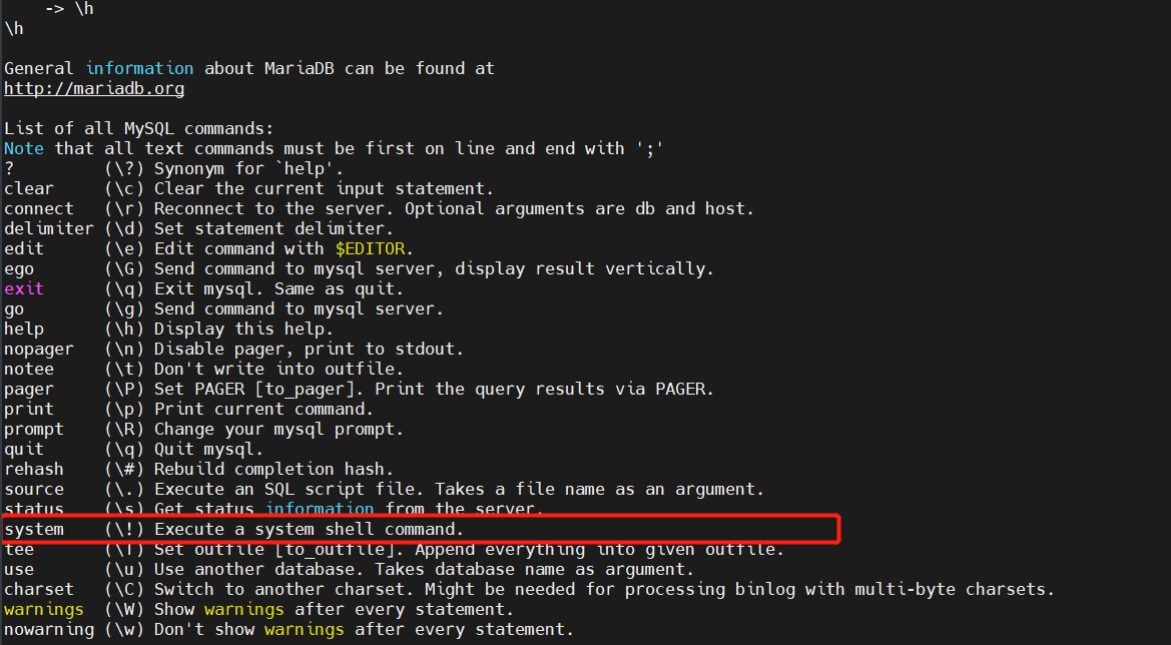 -> \h
\h
General information about MariaDB can be found at
http://mariadb.org
List of all MySQL commands:
Note that all text commands must be first on line and end with ';'
? (\?) Synonym for `help'.
clear (\c) Clear the current input statement.
connect (\r) Reconnect to the server. Optional arguments are db and host.
delimiter (\d) Set statement delimiter.
edit (\e) Edit command with $EDITOR.
ego (\G) Send command to mysql server, display result vertically.
exit (\q) Exit mysql. Same as quit.
go (\g) Send command to mysql server.
help (\h) Display this help.
nopager (\n) Disable pager, print to stdout.
notee (\t) Don't write into outfile.
pager (\P) Set PAGER [to_pager]. Print the query results via PAGER.
print (\p) Print current command.
prompt (\R) Change your mysql prompt.
quit (\q) Quit mysql.
rehash (\#) Rebuild completion hash.
source (\.) Execute an SQL script file. Takes a file name as an argument.
status (\s) Get status information from the server.
system (\!) Execute a system shell command.
tee (\T) Set outfile [to_outfile]. Append everything into given outfile.
use (\u) Use another database. Takes database name as argument.
charset (\C) Switch to another charset. Might be needed for processing binlog with multi-byte charsets.
warnings (\W) Show warnings after every statement.
nowarning (\w) Don't show warnings after every statement.